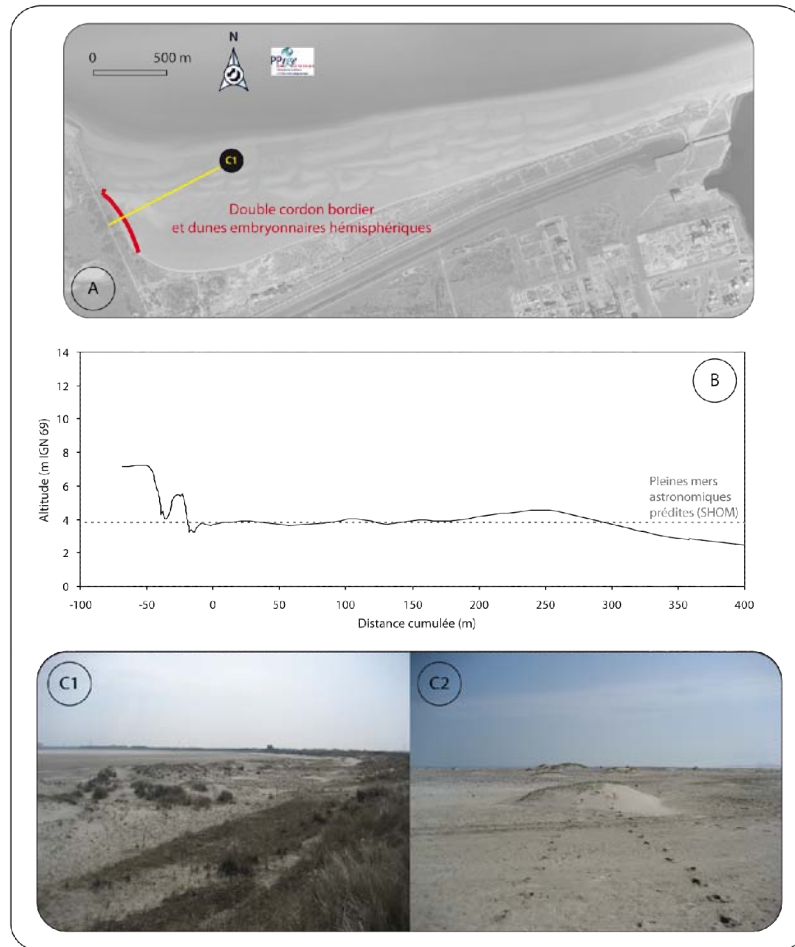 0
500 m
N
C1
Double cordon bordier
et dunes embryonnaires hémisphériques
A
14
12
10
8
6
4
2
0
Altitude (m IGN 69)
B
Pleines mers
astronomiques
prédites (SHOM)
-100
-50
0
50
100
150
200
250
300
350
400
Distance cumulée (m)
C1
C2